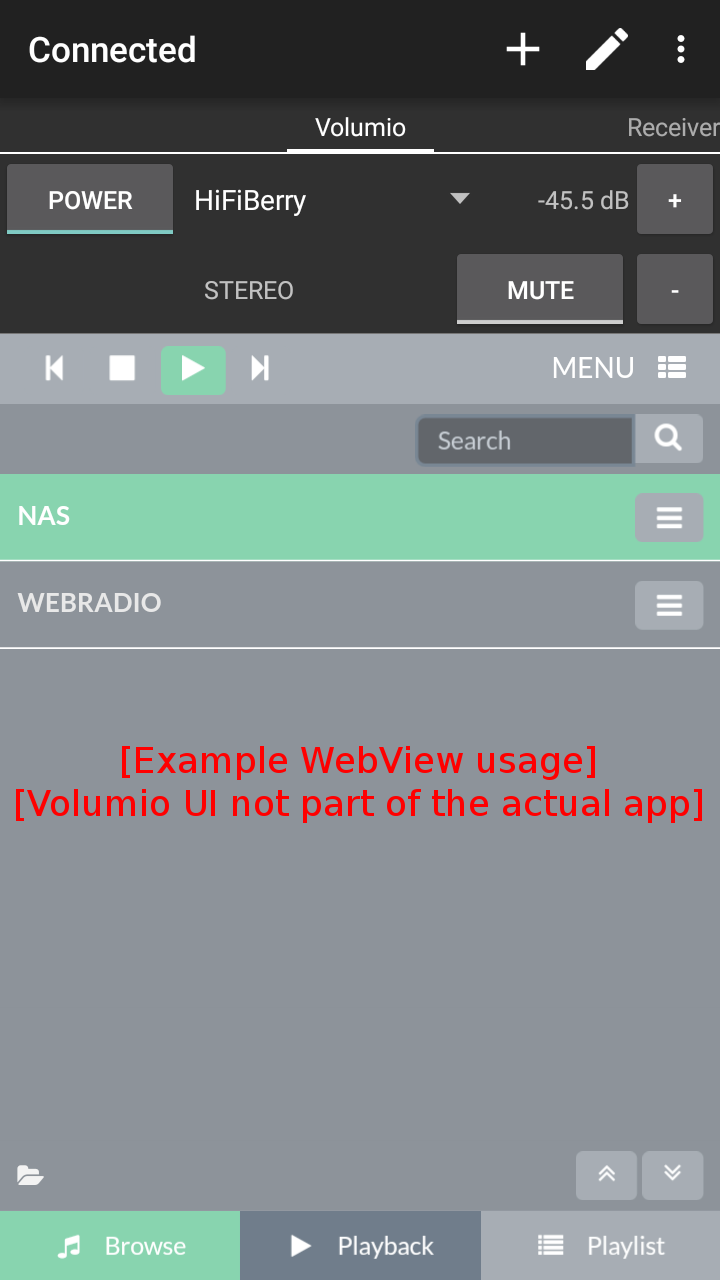 Connected
Volumio Receiver
POWER HiFiBerry -45.5 dB +
STEREO MUTE -
MENU
Search
NAS
WEBRADIO
[Example WebView usage]
[Volumio UI not part of the actual app]
Browse Playback Playlist